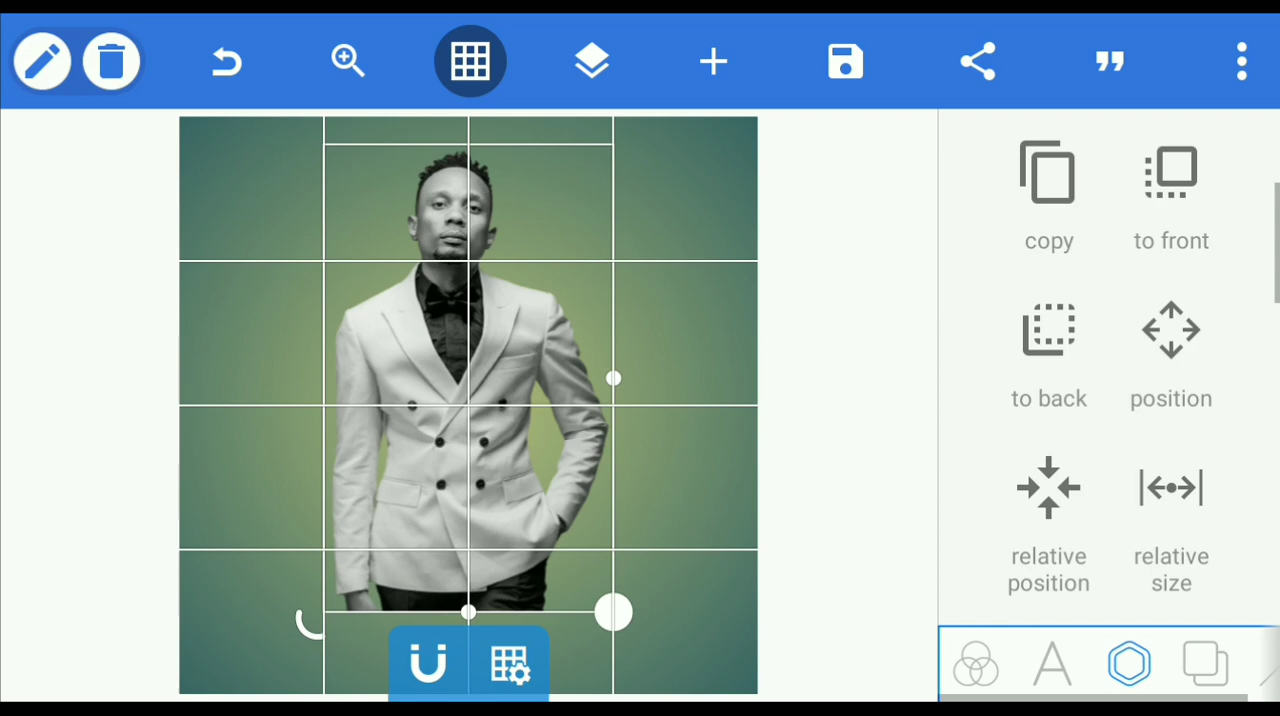 copy
to front
to back
position
relative
position
relative
size